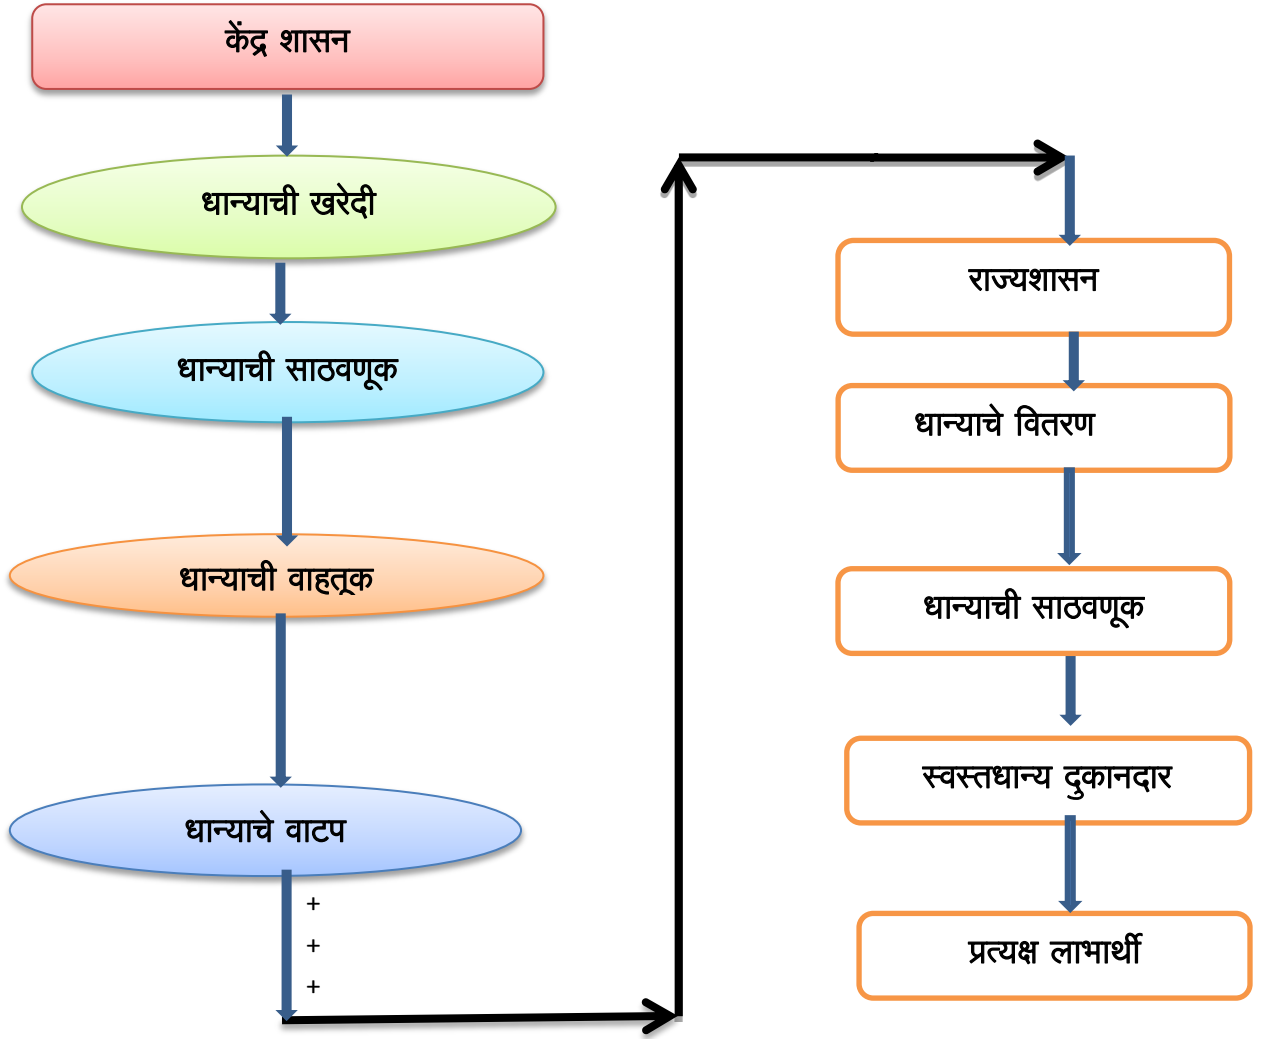 केंद्र शासन
धान्याची खरेदी
धान्याची साठवणूक
धान्याची वाहतूक
धान्याचे वाटप
+
+
+
राज्यशासन
धान्याचे वितरण
धान्याची साठवणूक
स्वस्तधान्य दुकानदार
प्रत्यक्ष लाभार्थी